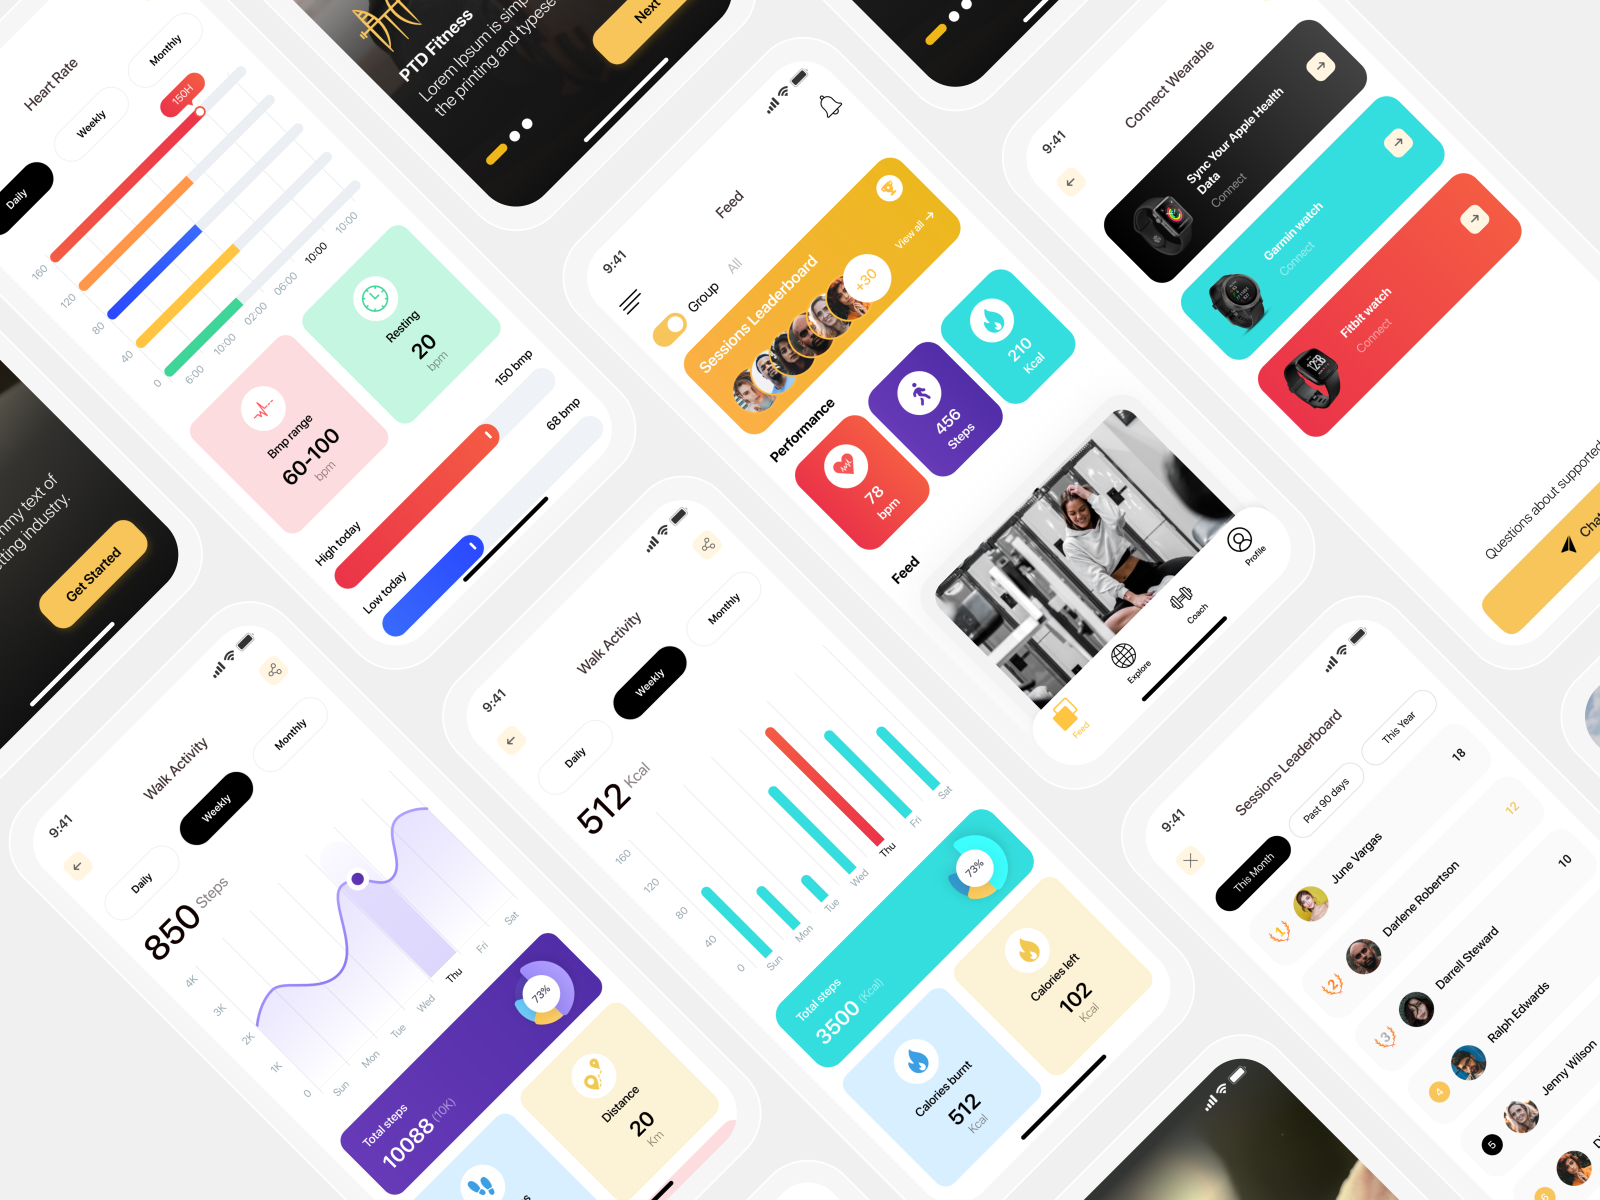 Heart Rate
Daily
Weekly
Monthly
150H
160
120
80
40
0
6:00
10:00
02:00
06:00
10:00
10:00
Bmp range
60-100
bpm
Resting
20
bpm
High today
150 bmp
Low today
68 bmp
PTD Fitness
Lorem Ipsum is simp
the printing and typese
Next
mmy text of
etting industry.
Get Started
9:41
Feed
Group
All
Sessions Leaderboard
+30
View all
Performance
78
bpm
456
Steps
210
Kcal
Feed
Feed
Explore
Coach
Profile
9:41
Connect Wearable
Sync Your Apple Health
Data
Connect
Garmin watch
Connect
Fitbit watch
Connect
Questions about supported
Chat
9:41
Walk Activity
Daily
Weekly
Monthly
850 Steps
4K
3K
2K
1K
0
Sun
Mon
Tue
Wed
Thu
Fri
Sat
Total steps
10088 (10K)
73%
Distance
20
Km
9:41
Walk Activity
Daily
Weekly
Monthly
512 Kcal
160
120
80
40
0
Sun
Mon
Tue
Wed
Thu
Fri
Sat
Total steps
3500 (Kcal)
73%
Calories burnt
512
Kcal
Calories left
102
Kcal
9:41
Sessions Leaderboard
This Month
Past 90 days
This Year
1
June Vargas
18
2
Darlene Robertson
12
3
Darrell Steward
10
4
Ralph Edwards
5
Jenny Wilson
6